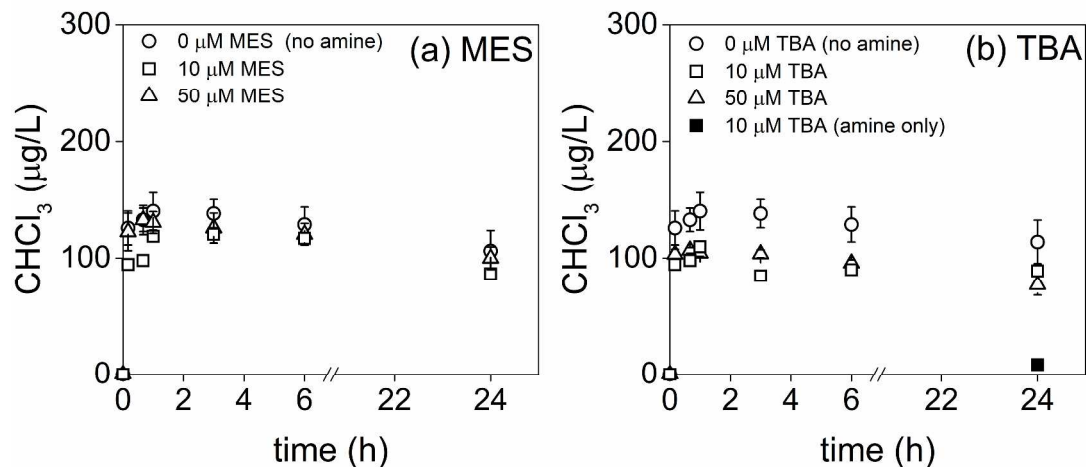 300
200
100
0
CHCl₃ (µg/L)
0 µM MES (no amine)
10 µM MES
50 µM MES
(a) MES
0 2 4 6 // 22 24
time (h)
300
200
100
0
CHCl₃ (µg/L)
0 µM TBA (no amine)
10 µM TBA
50 µM TBA
10 µM TBA (amine only)
(b) TBA
0 2 4 6 // 22 24
time (h)